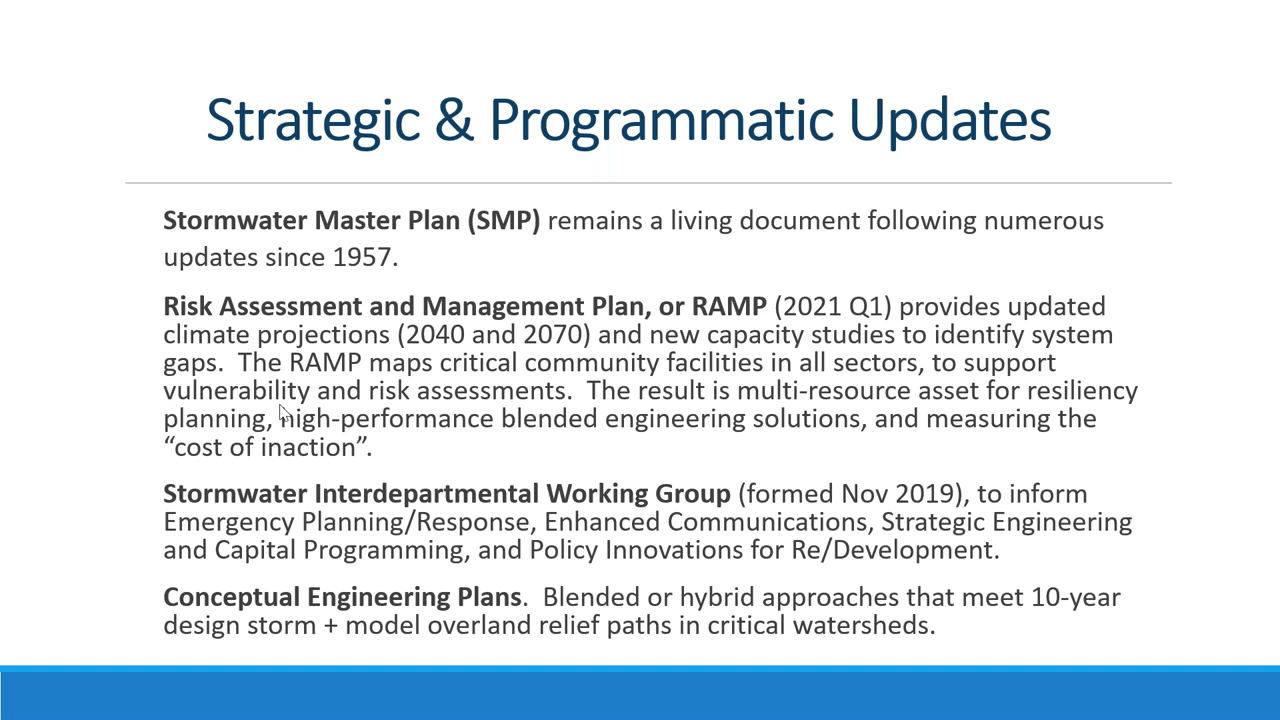 Strategic & Programmatic Updates
Stormwater Master Plan (SMP) remains a living document following numerous
updates since 1957.
Risk Assessment and Management Plan, or RAMP (2021 Q1) provides updated
climate projections (2040 and 2070) and new capacity studies to identify system
gaps.  The RAMP maps critical community facilities in all sectors, to support
vulnerability and risk assessments.  The result is multi-resource asset for resiliency
planning, high-performance blended engineering solutions, and measuring the
“cost of inaction”.
Stormwater Interdepartmental Working Group (formed Nov 2019), to inform
Emergency Planning/Response, Enhanced Communications, Strategic Engineering
and Capital Programming, and Policy Innovations for Re/Development.
Conceptual Engineering Plans.  Blended or hybrid approaches that meet 10-year
design storm + model overland relief paths in critical watersheds.